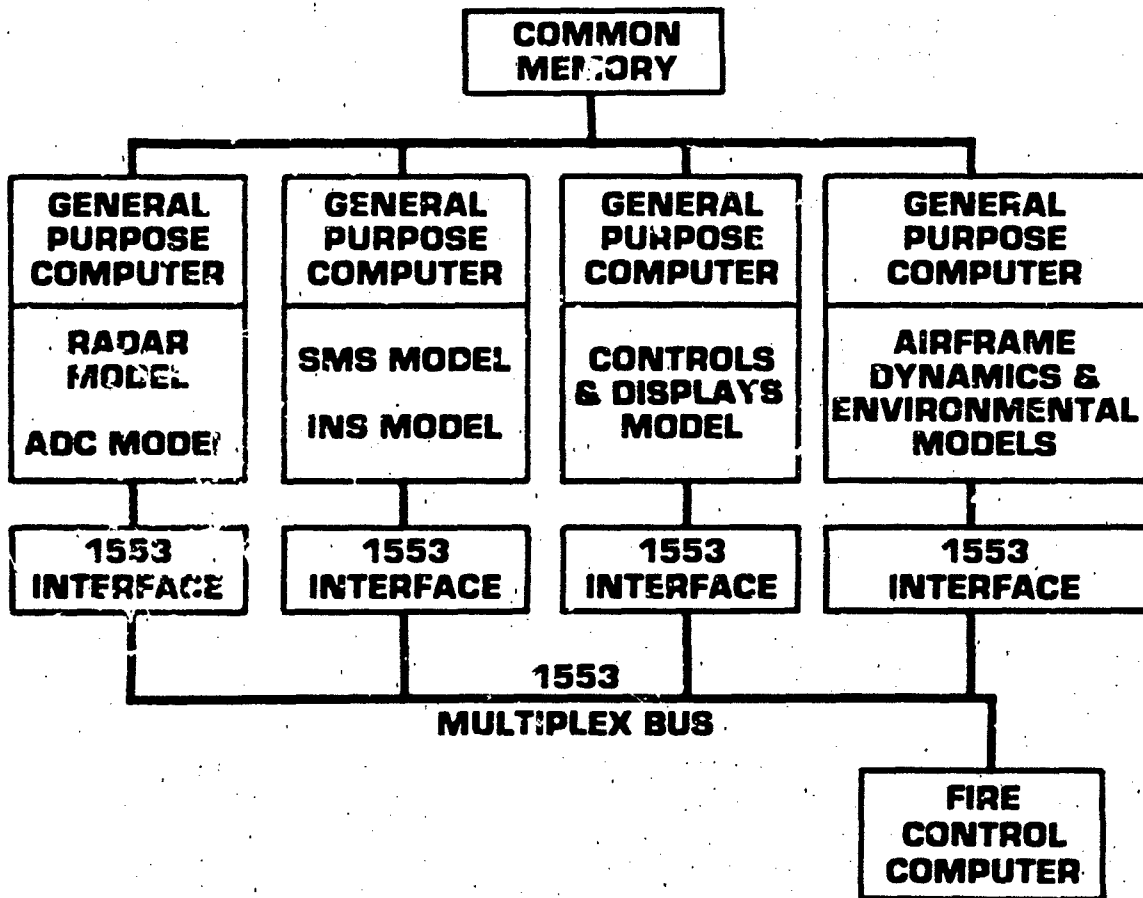 COMMON
MEMORY
GENERAL
PURPOSE
COMPUTER
RADAR
MODEL
ADC MODEL
GENERAL
PURPOSE
COMPUTER
SMS MODEL
INS MODEL
GENERAL
PURPOSE
COMPUTER
CONTROLS
& DISPLAYS
MODEL
GENERAL
PURPOSE
COMPUTER
AIRFRAME
DYNAMICS &
ENVIRONMENTAL
MODELS
1553
INTERFACE
1553
INTERFACE
1553
INTERFACE
1553
INTERFACE
1553
MULTIPLEX BUS
FIRE
CONTROL
COMPUTER